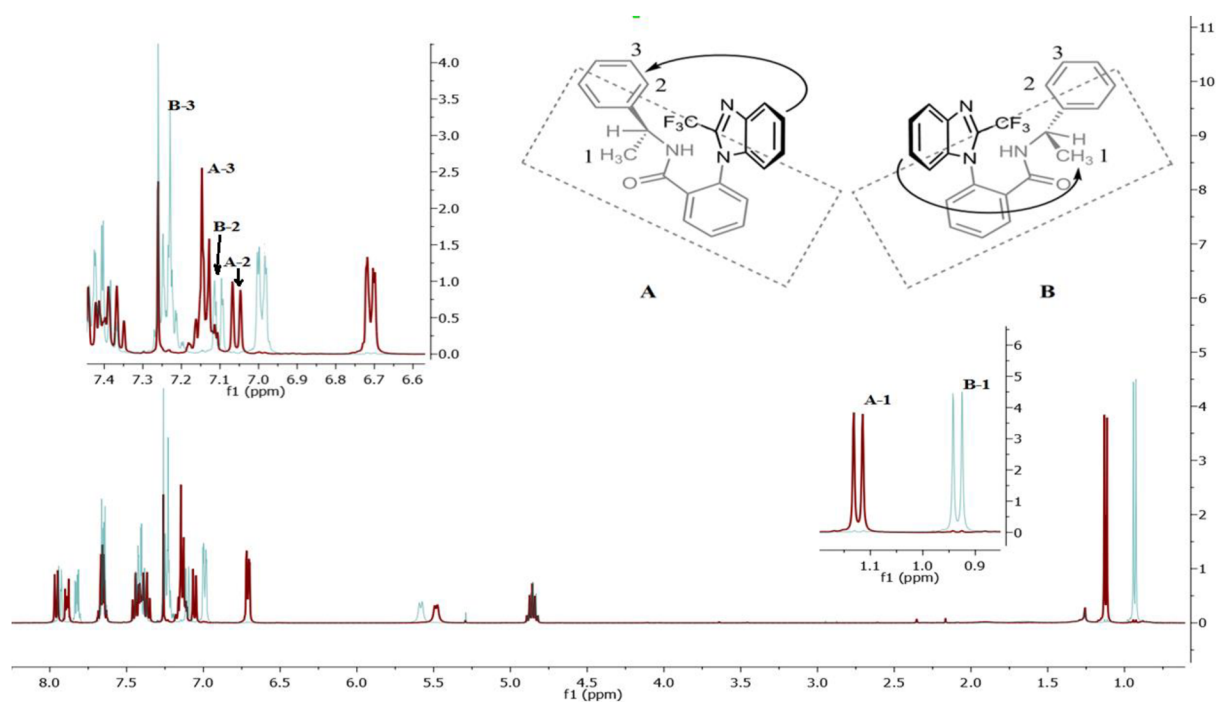 4.0
3.5
3.0
2.5
2.0
1.5
1.0
0.5
0.0
B-3
A-3
B-2
A-2
7.4 7.3 7.2 7.1 7.0 6.9 6.8 6.7 6.6
f1 (ppm)
3
2
N
F₃C
H
1 H₃C
NH
N
O
A
3
2
N
CF₃
H
N
HN
CH₃ 1
O
B
6
5
4
3
2
1
0
A-1
B-1
1.1 1.0 0.9
f1 (ppm)
11
10
9
8
7
6
5
4
3
2
1
0
8.0 7.5 7.0 6.5 6.0 5.5 5.0 4.5 4.0 3.5 3.0 2.5 2.0 1.5 1.0
f1 (ppm)